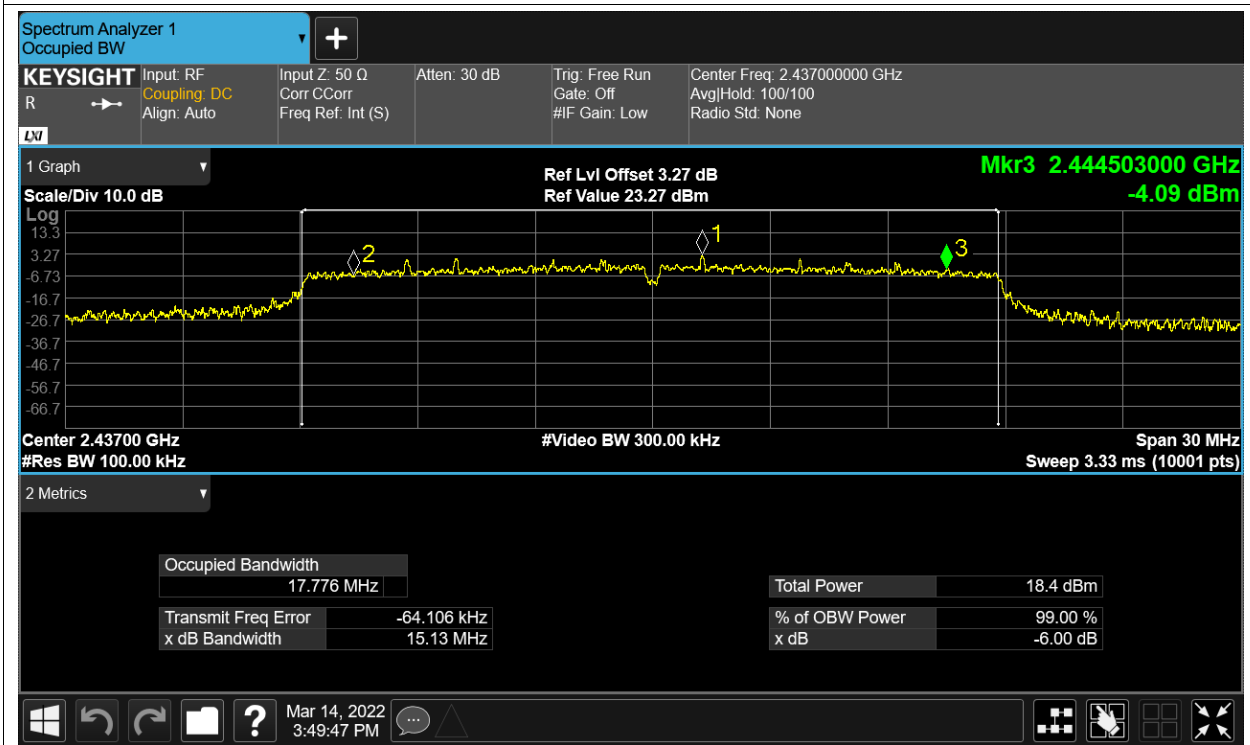 Spectrum Analyzer 1
Occupied BW
KEYSIGHT
R
LXI
Input: RF
Coupling: DC
Align: Auto
Input Z: 50 Ω
Corr CCorr
Freq Ref: Int (S)
Atten: 30 dB
Trig: Free Run
Gate: Off
#IF Gain: Low
Center Freq: 2.437000000 GHz
Avg|Hold: 100/100
Radio Std: None
1 Graph
Scale/Div 10.0 dB
Ref Lvl Offset 3.27 dB
Ref Value 23.27 dBm
Mkr3 2.444503000 GHz
-4.09 dBm
Log
13.3
3.27
-6.73
-16.7
-26.7
-36.7
-46.7
-56.7
-66.7
2
1
3
Center 2.43700 GHz
#Video BW 300.00 kHz
Span 30 MHz
#Res BW 100.00 kHz
Sweep 3.33 ms (10001 pts)
2 Metrics
Occupied Bandwidth
17.776 MHz
Total Power 18.4 dBm
Transmit Freq Error -64.106 kHz
% of OBW Power 99.00 %
x dB Bandwidth 15.13 MHz
x dB -6.00 dB
?
Mar 14, 2022
3:49:47 PM